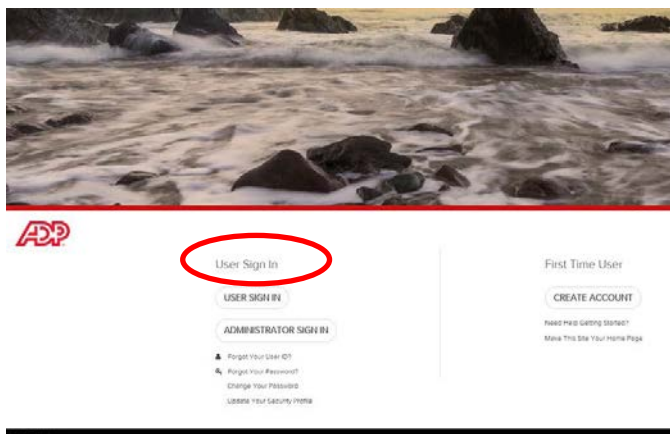 ADP
User Sign In
USER SIGN IN
ADMINISTRATOR SIGN IN
Forgot Your User ID?
Forgot Your Password?
Change Your Password
Update Your Security Profile
First Time User
CREATE ACCOUNT
Need Help Getting Started?
Make This Site Your Home Page